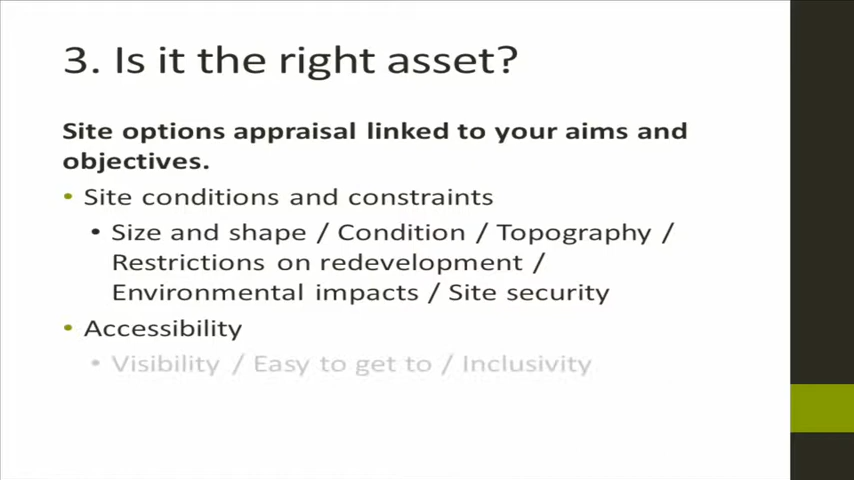 3. Is it the right asset?
Site options appraisal linked to your aims and
objectives.
• Site conditions and constraints
• Size and shape / Condition / Topography /
Restrictions on redevelopment /
Environmental impacts / Site security
• Accessibility
• Visibility / Easy to get to / Inclusivity